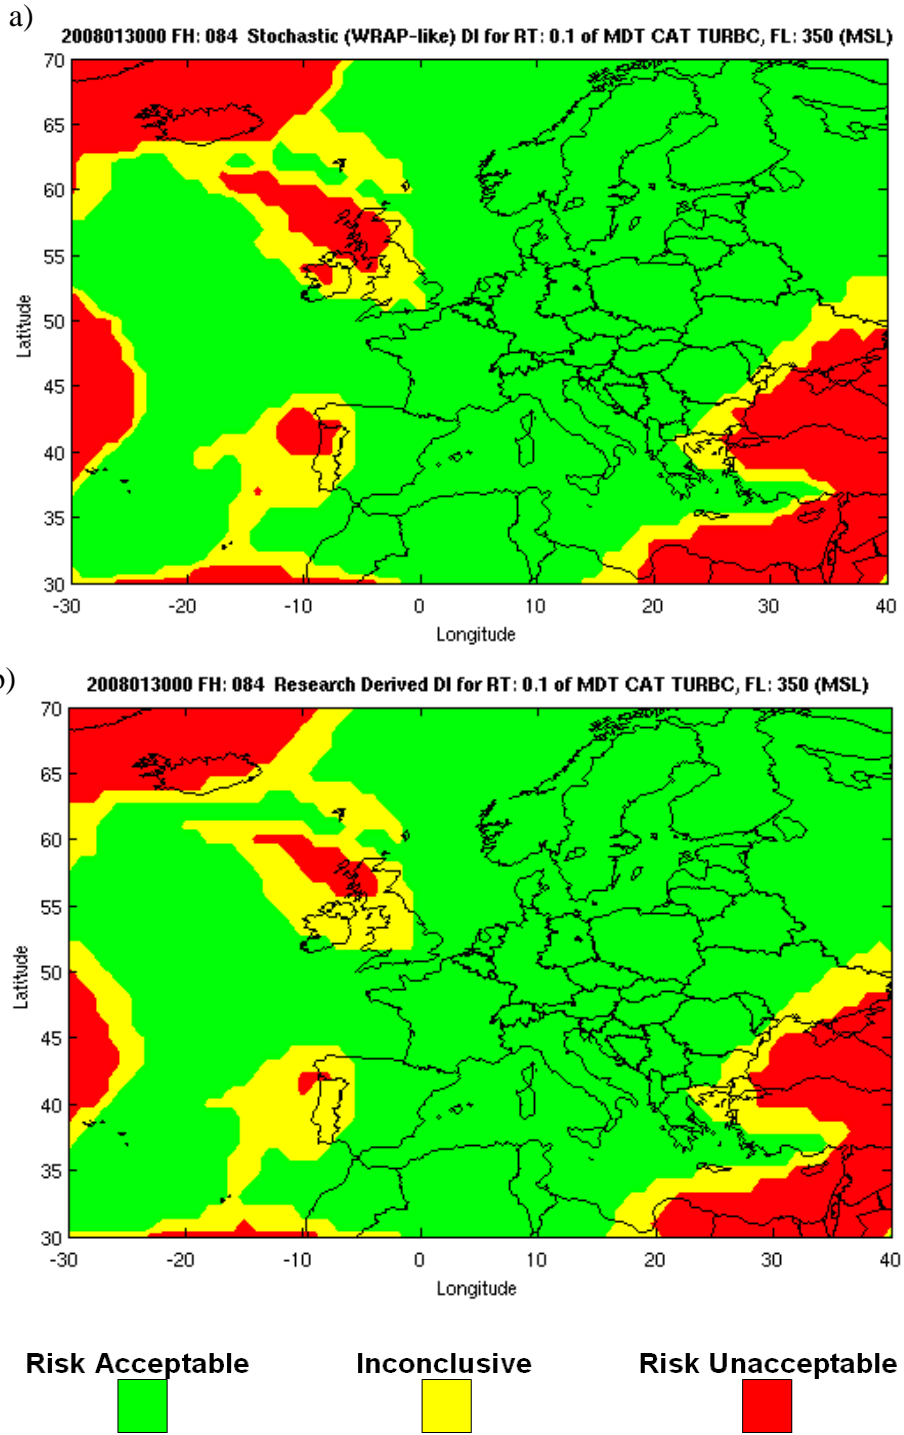 a)
2008013000 FH: 084 Stochastic (WRAP-like) DI for RT: 0.1 of MDT CAT TURBC, FL: 350 (MSL)
70
65
60
55
50
45
40
35
30
Latitude
-30 -20 -10 0 10 20 30 40
Longitude
b)
2008013000 FH: 084 Research Derived DI for RT: 0.1 of MDT CAT TURBC, FL: 350 (MSL)
70
65
60
55
50
45
40
35
30
Latitude
-30 -20 -10 0 10 20 30 40
Longitude
Risk Acceptable Inconclusive Risk Unacceptable